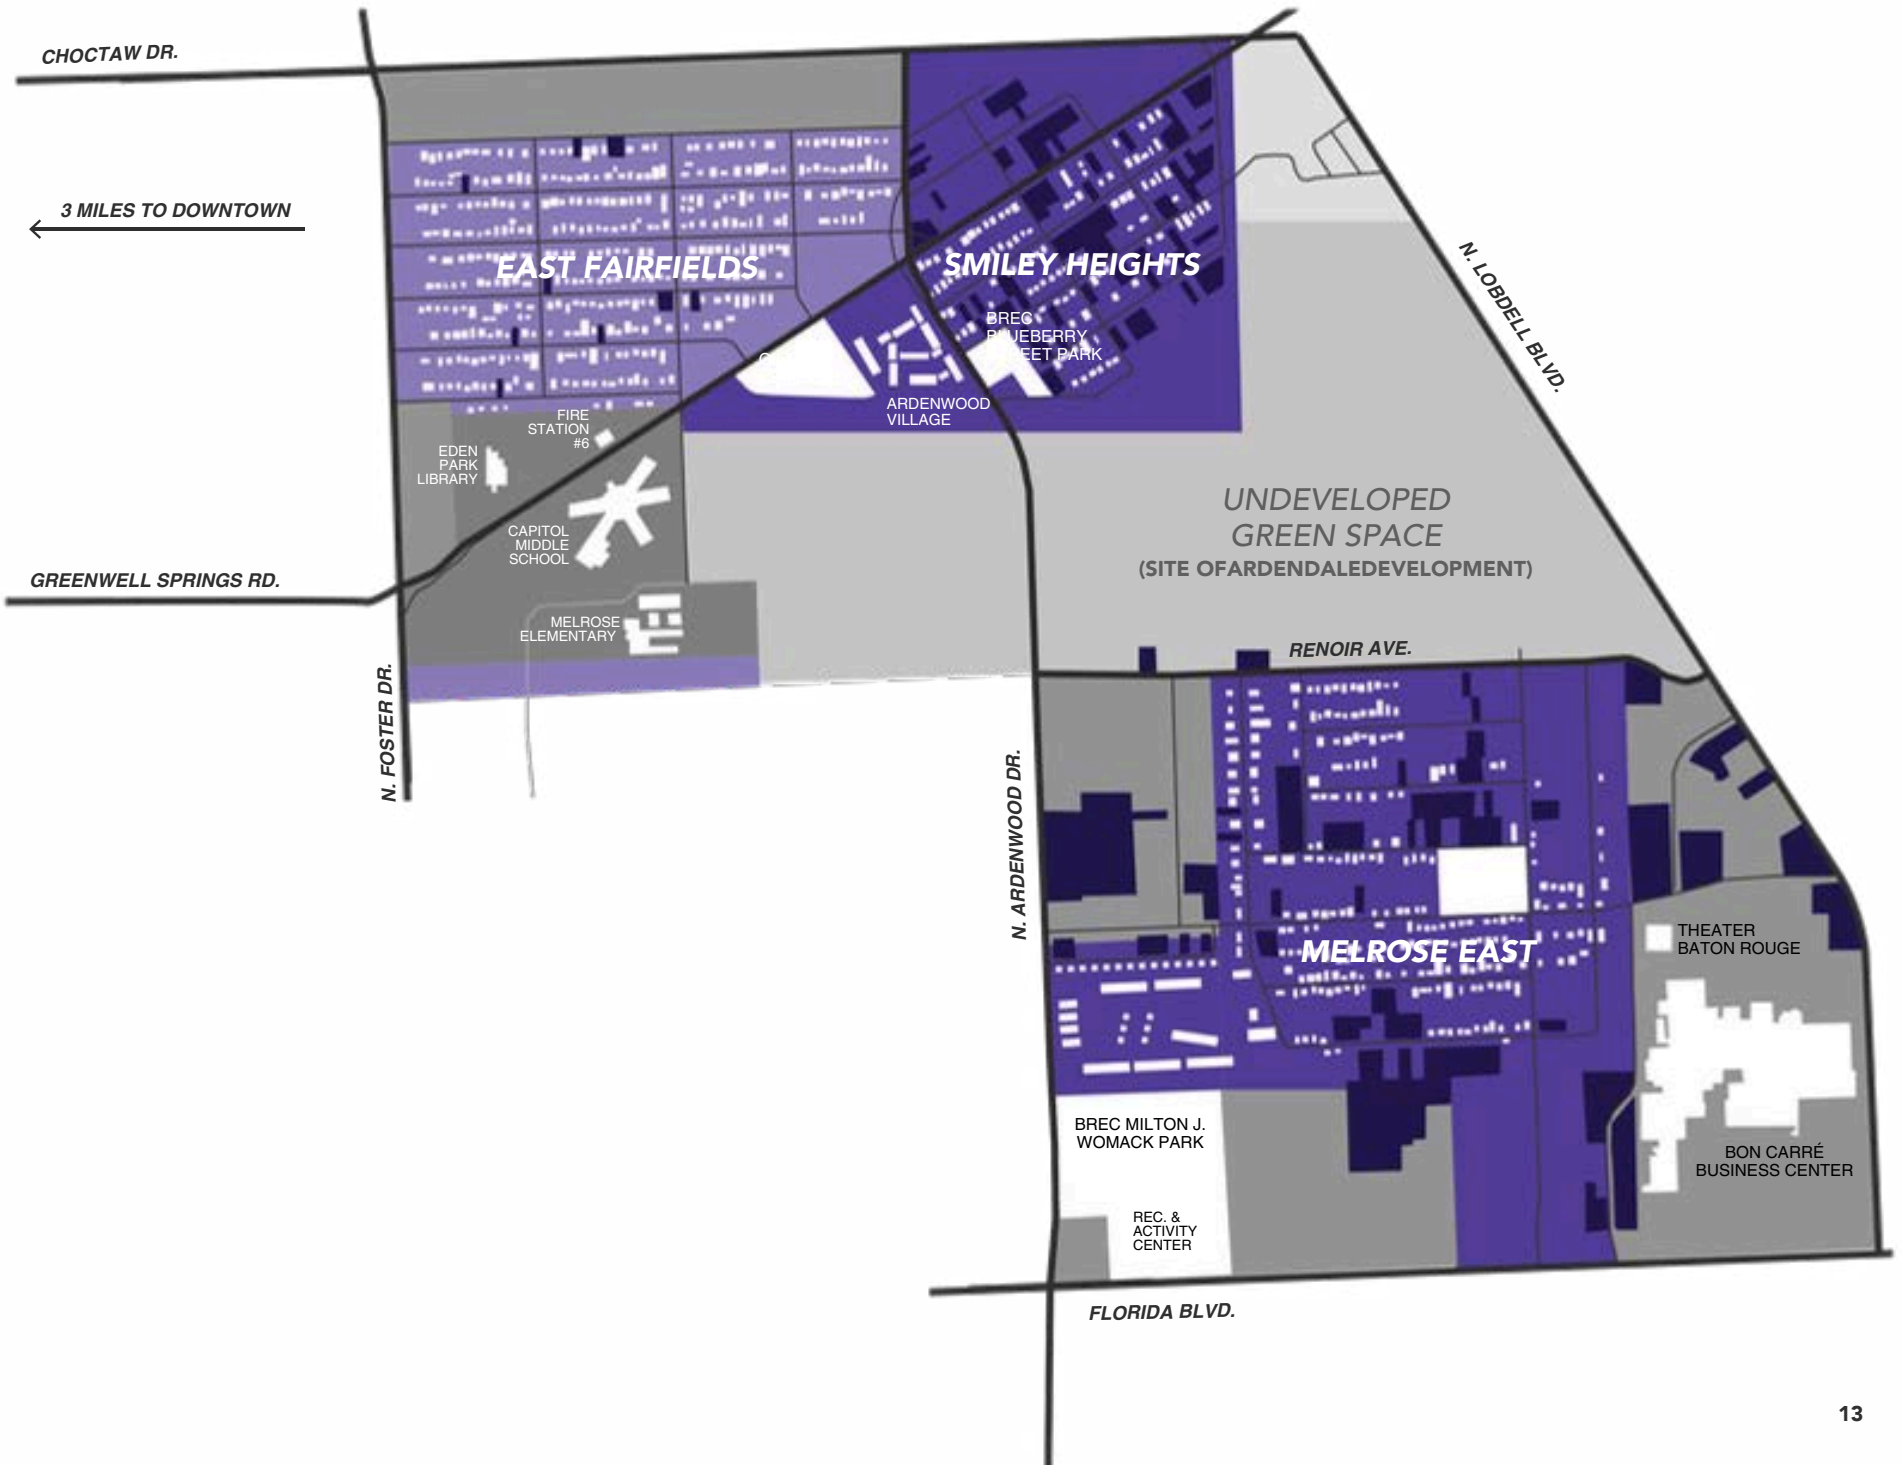 CHOCTAW DR.
3 MILES TO DOWNTOWN
EAST FAIRFIELDS
SMILEY HEIGHTS
N. LOBDELL BLVD.
BREC
STREET PARK
ARDENWOOD
VILLAGE
FIRE
STATION
#6
EDEN
PARK
LIBRARY
CAPITOL
MIDDLE
SCHOOL
UNDEVELOPED
GREEN SPACE
(SITE OFARDENDALEDEVELOPMENT)
GREENWELL SPRINGS RD.
MELROSE
ELEMENTARY
RENOIR AVE.
N. FOSTER DR.
N. ARDENWOOD DR.
MELROSE EAST
THEATER
BATON ROUGE
BREC MILTON J.
WOMACK PARK
BON CARRÉ
BUSINESS CENTER
REC. &
ACTIVITY
CENTER
FLORIDA BLVD.
13